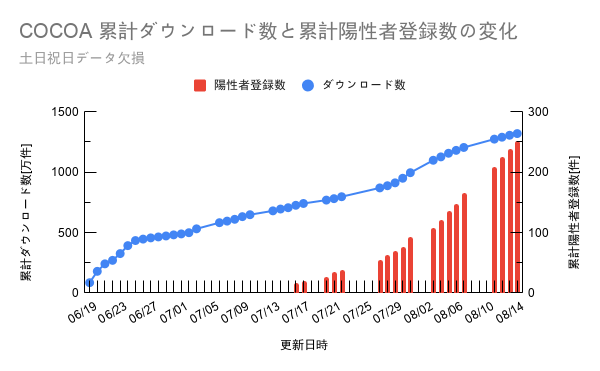 COCOA 累計ダウンロード数と累計陽性者登録数の変化
土日祝日データ欠損
陽性者登録数 ダウンロード数
累計ダウンロード数[万件]
1500
1000
500
0
300
200
100
0
累計陽性者登録数[件]
06/19 06/23 06/27 07/01 07/05 07/09 07/13 07/17 07/21 07/25 07/29 08/02 08/06 08/10 08/14
更新日時